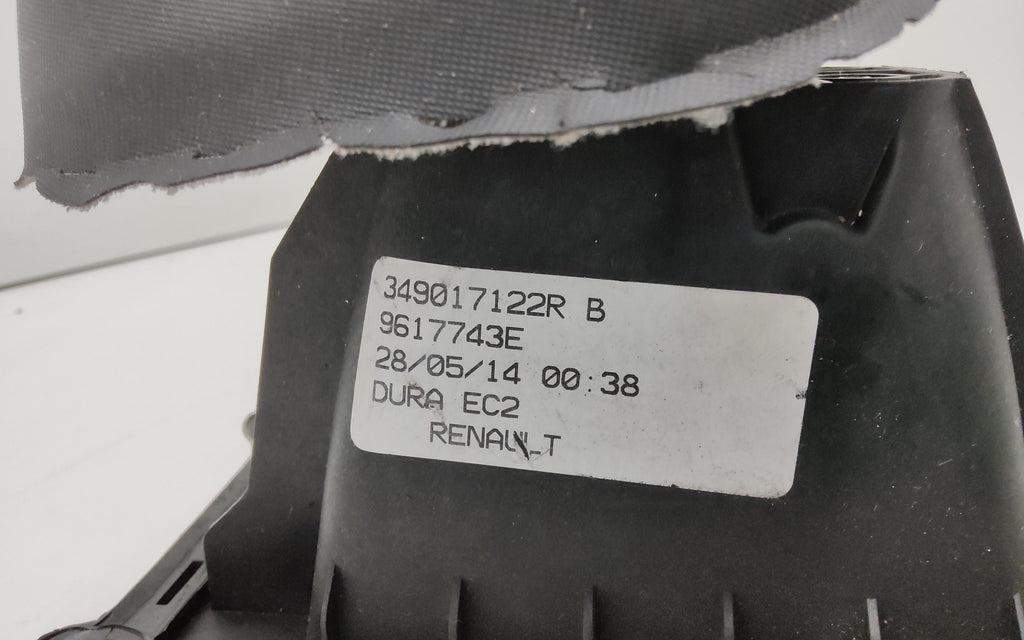 349017122R B
9617743E
28/05/14 00:38
DURA EC2
RENAULT